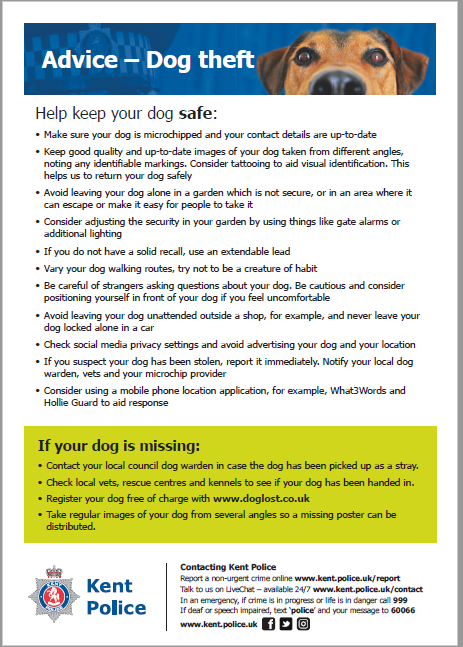 Advice – Dog theft
Help keep your dog safe:
• Make sure your dog is microchipped and your contact details are up-to-date
• Keep good quality and up-to-date images of your dog taken from different angles,
noting any identifiable markings. Consider tattooing to aid visual identification. This
helps us to return your dog safely
• Avoid leaving your dog alone in a garden which is not secure, or in an area where it
can escape or make it easy for people to take it
• Consider adjusting the security in your garden by using things like gate alarms or
additional lighting
• If you do not have a solid recall, use an extendable lead
• Vary your dog walking routes, try not to be a creature of habit
• Be careful of strangers asking questions about your dog. Be cautious and consider
positioning yourself in front of your dog if you feel uncomfortable
• Avoid leaving your dog unattended outside a shop, for example, and never leave your
dog locked alone in a car
• Check social media privacy settings and avoid advertising your dog and your location
• If you suspect your dog has been stolen, report it immediately. Notify your local dog
warden, vets and your microchip provider
• Consider using a mobile phone location application, for example, What3Words and
Hollie Guard to aid response
If your dog is missing:
• Contact your local council dog warden in case the dog has been picked up as a stray.
• Check local vets, rescue centres and kennels to see if your dog has been handed in.
• Register your dog free of charge with www.doglost.co.uk
• Take regular images of your dog from several angles so a missing poster can be
distributed.
Kent
Police
Contacting Kent Police
Report a non-urgent crime online www.kent.police.uk/report
Talk to us on LiveChat – available 24/7 www.kent.police.uk/contact
In an emergency, if crime is in progress or life is in danger call 999
If deaf or speech impaired, text 'police' and your message to 60066
www.kent.police.uk